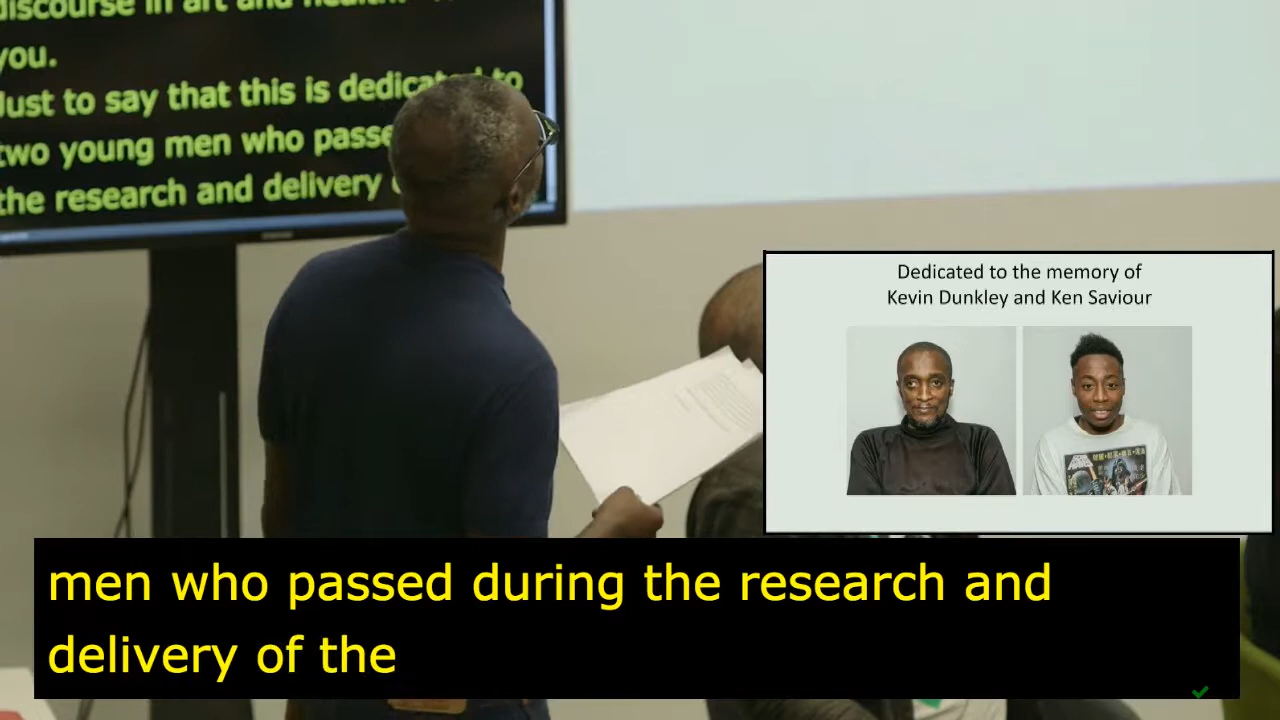 discourse in art and health.
you.
Just to say that this is dedicated to
two young men who passe
the research and delivery
Dedicated to the memory of
Kevin Dunkley and Ken Saviour
men who passed during the research and
delivery of the